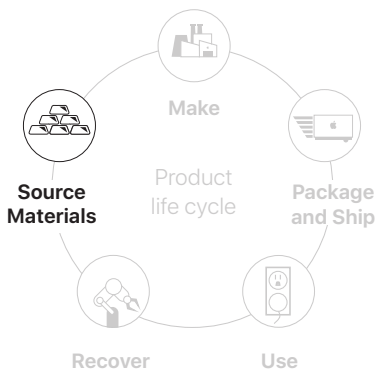 Make
Source
Materials
Product
life cycle
Package
and Ship
Recover
Use